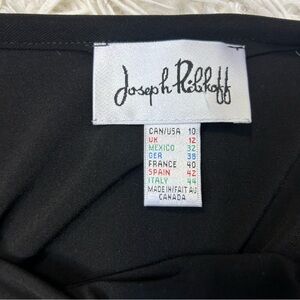 Joseph Ribkoff
CAN/USA 10
UK 12
MEXICO 32
GER 38
FRANCE 40
SPAIN 42
ITALY 44
MADE IN/FAIT AU
CANADA